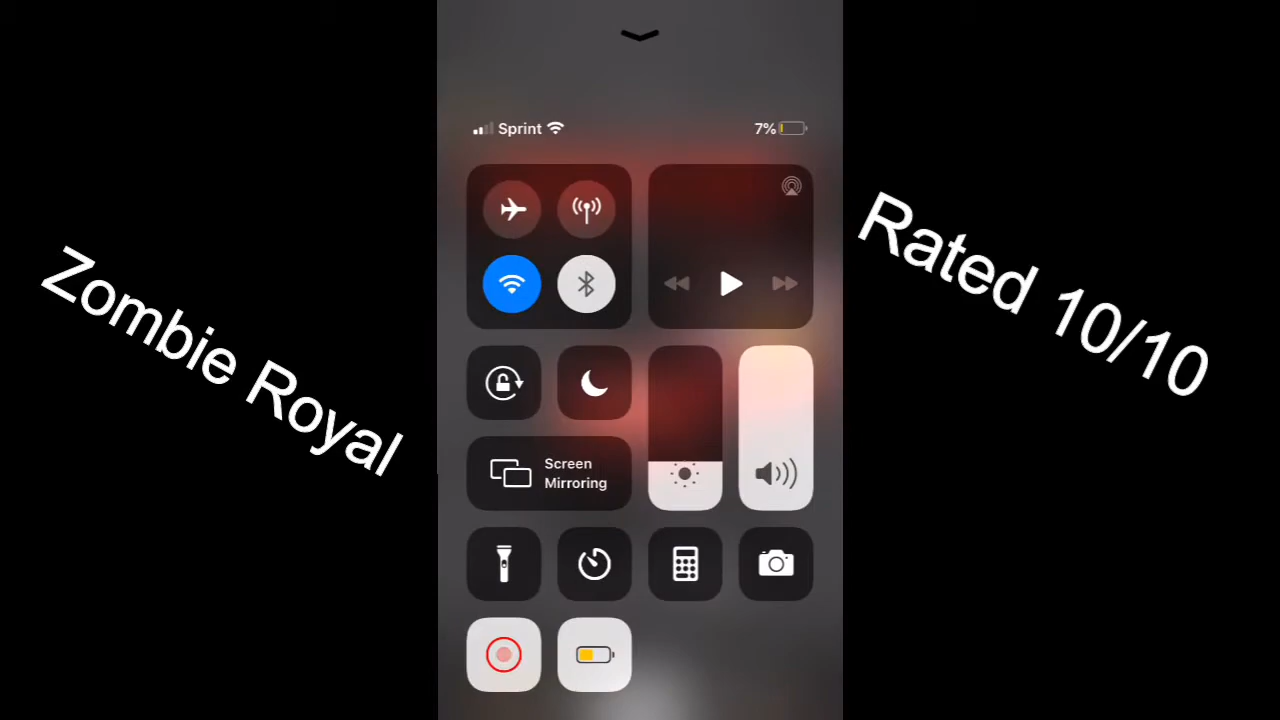 Sprint
7%
Zombie Royal
Rated 10/10
Screen
Mirroring